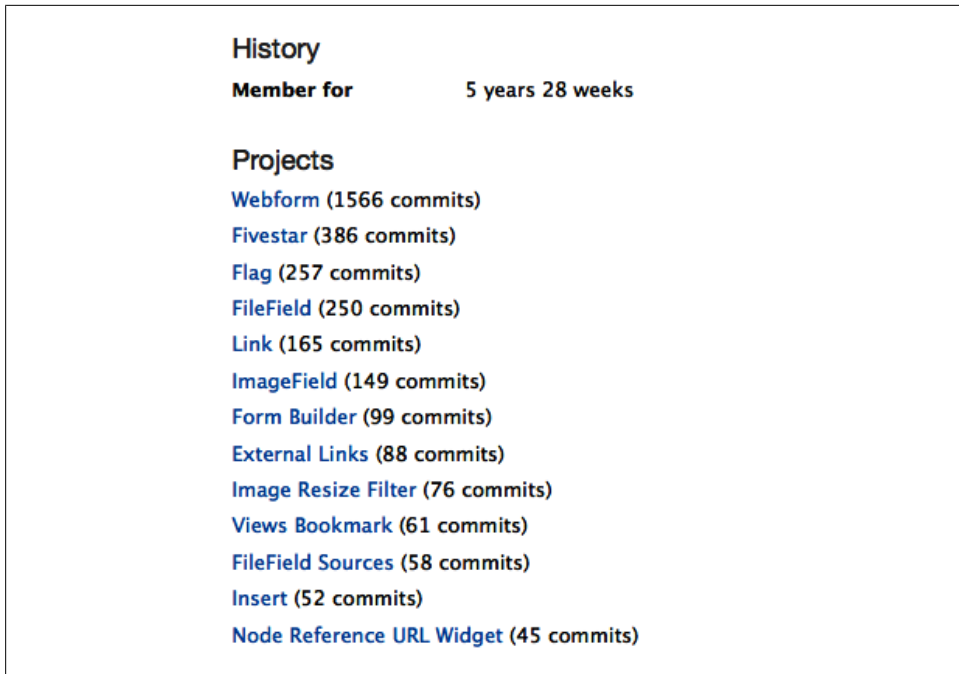 History
Member for 5 years 28 weeks
Projects
Webform (1566 commits)
Fivestar (386 commits)
Flag (257 commits)
FileField (250 commits)
Link (165 commits)
ImageField (149 commits)
Form Builder (99 commits)
External Links (88 commits)
Image Resize Filter (76 commits)
Views Bookmark (61 commits)
FileField Sources (58 commits)
Insert (52 commits)
Node Reference URL Widget (45 commits)